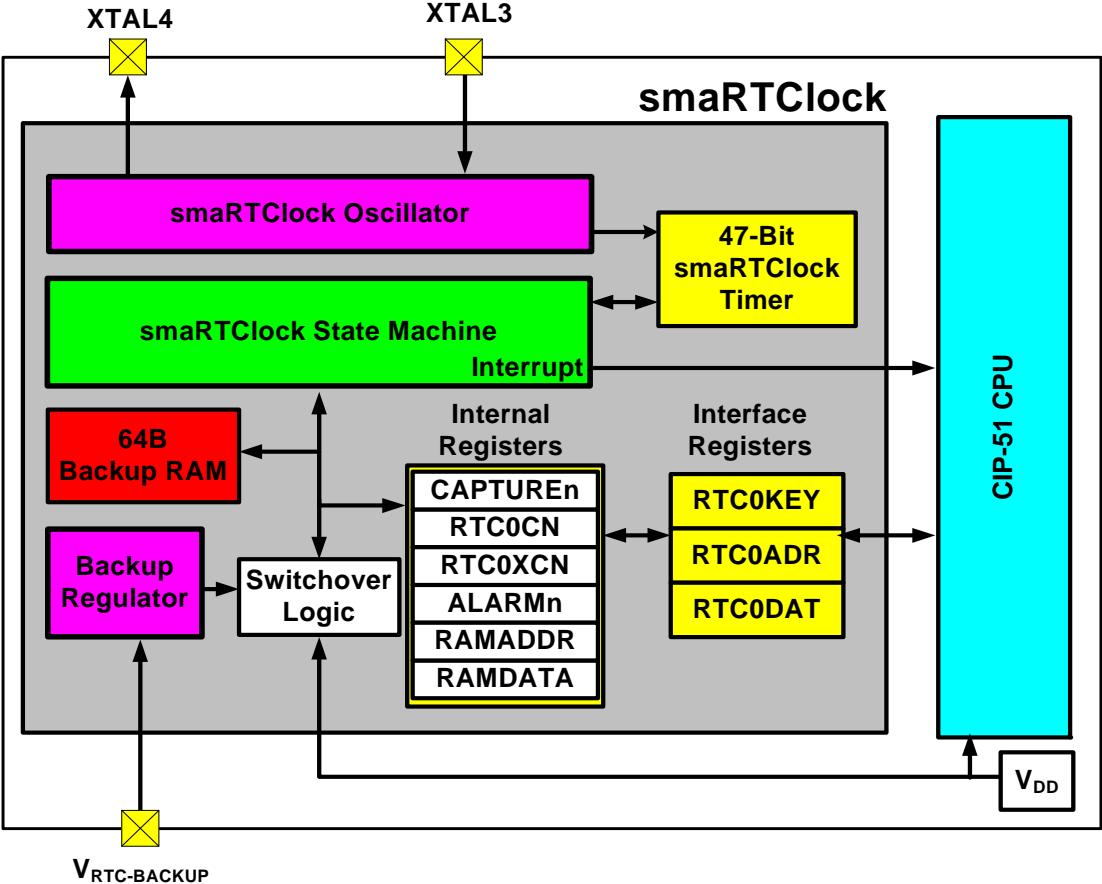 XTAL4
XTAL3
smaRTClock
smaRTClock Oscillator
47-Bit
smaRTClock
Timer
smaRTClock State Machine
Interrupt
CIP-51 CPU
64B
Backup RAM
Internal
Registers
Interface
Registers
CAPTUREn
RTC0CN
RTC0XCN
ALARMn
RAMADDR
RAMDATA
RTC0KEY
RTC0ADR
RTC0DAT
Backup
Regulator
Switchover
Logic
VDD
VRTC-BACKUP